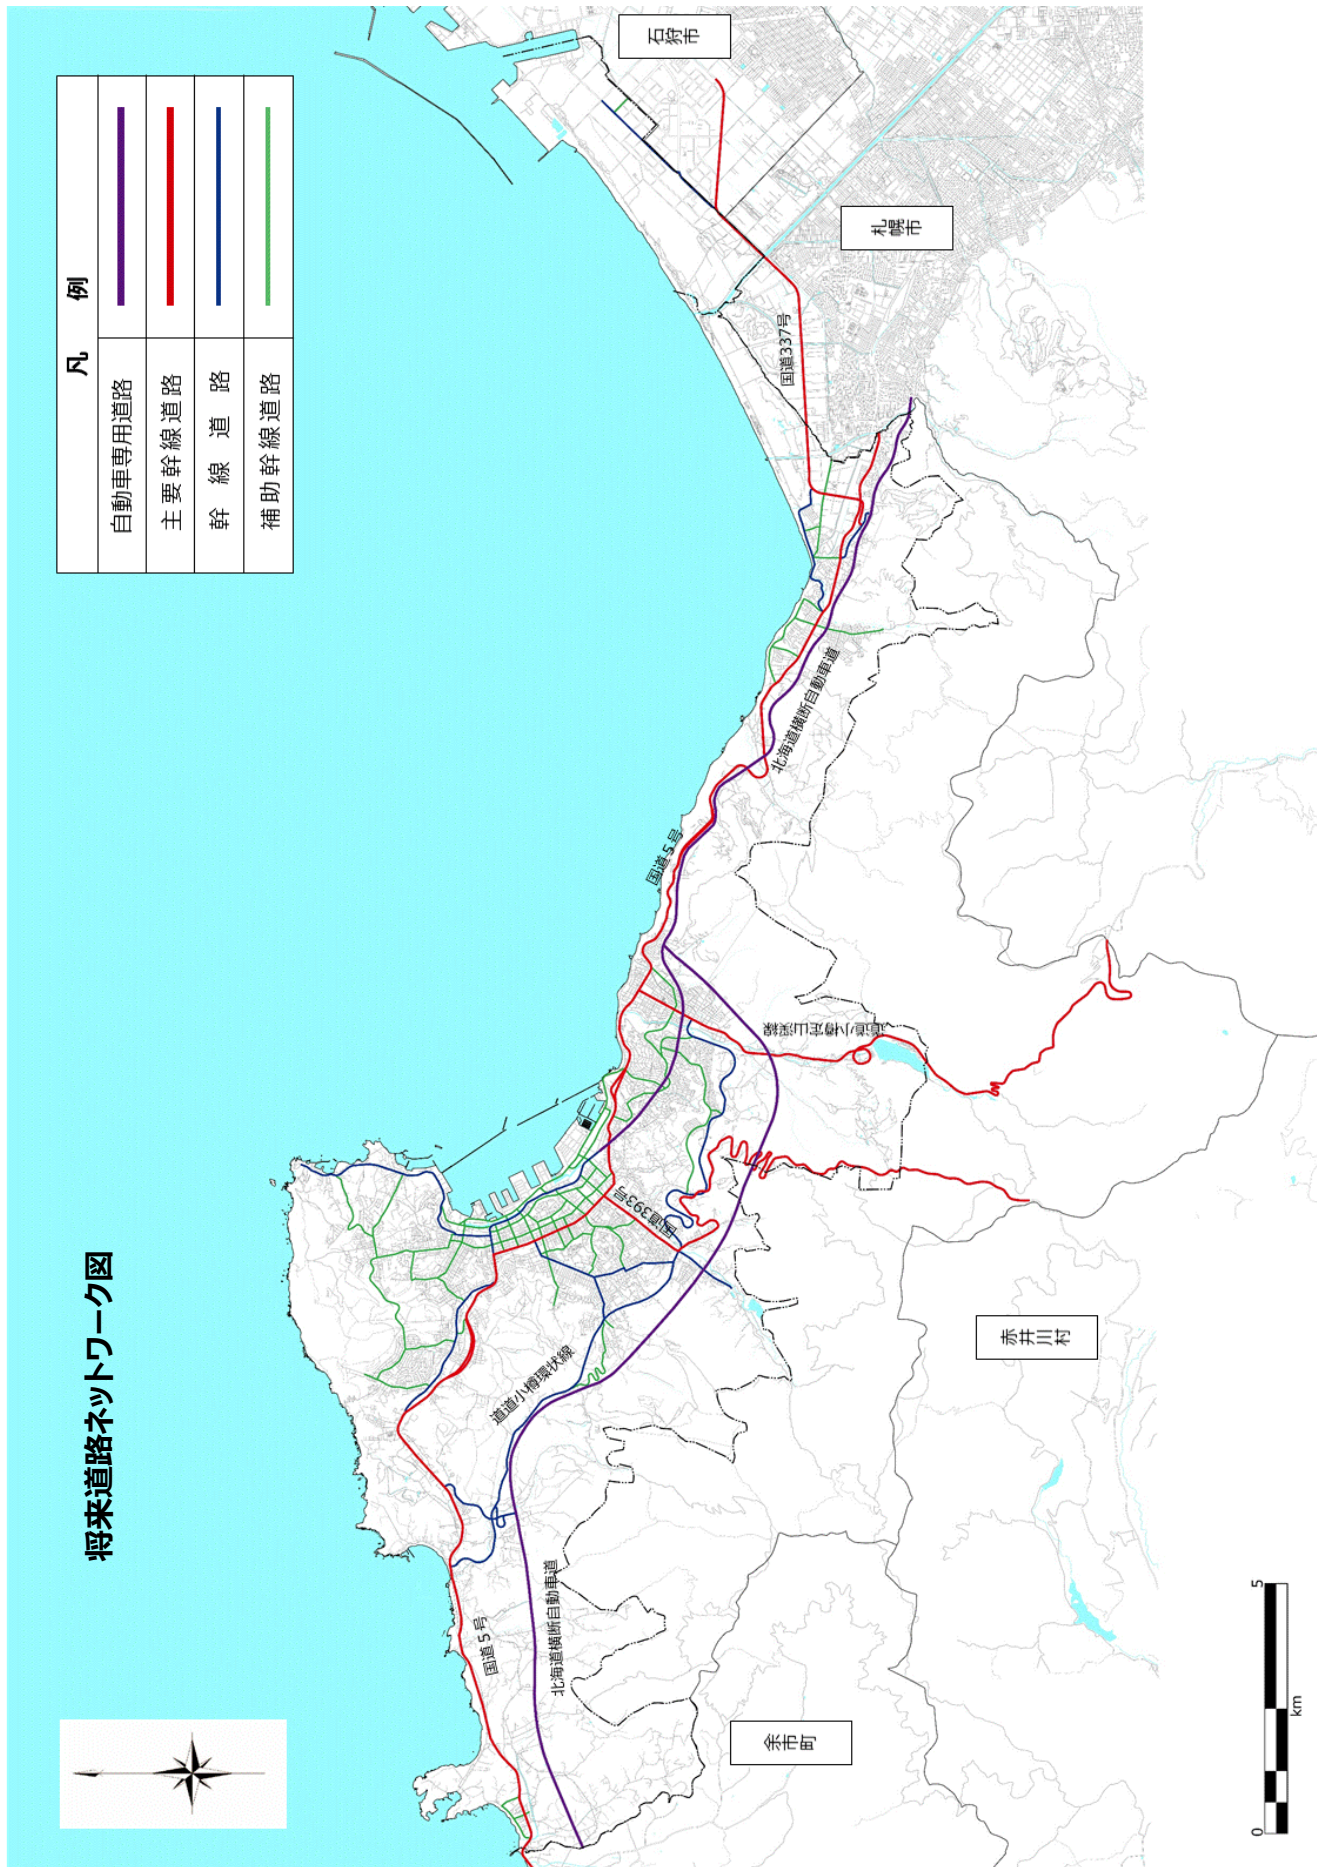 将来道路ネットワーク図
凡 例
自動車専用道路
主要幹線道路
幹線道路
補助幹線道路
石狩市
札幌市
国道337号
北海道横断自動車道
国道5号
道道小樽定山渓線
国道393号
道道小樽環状線
赤井川村
国道5号
北海道横断自動車道
余市町
0 5
km